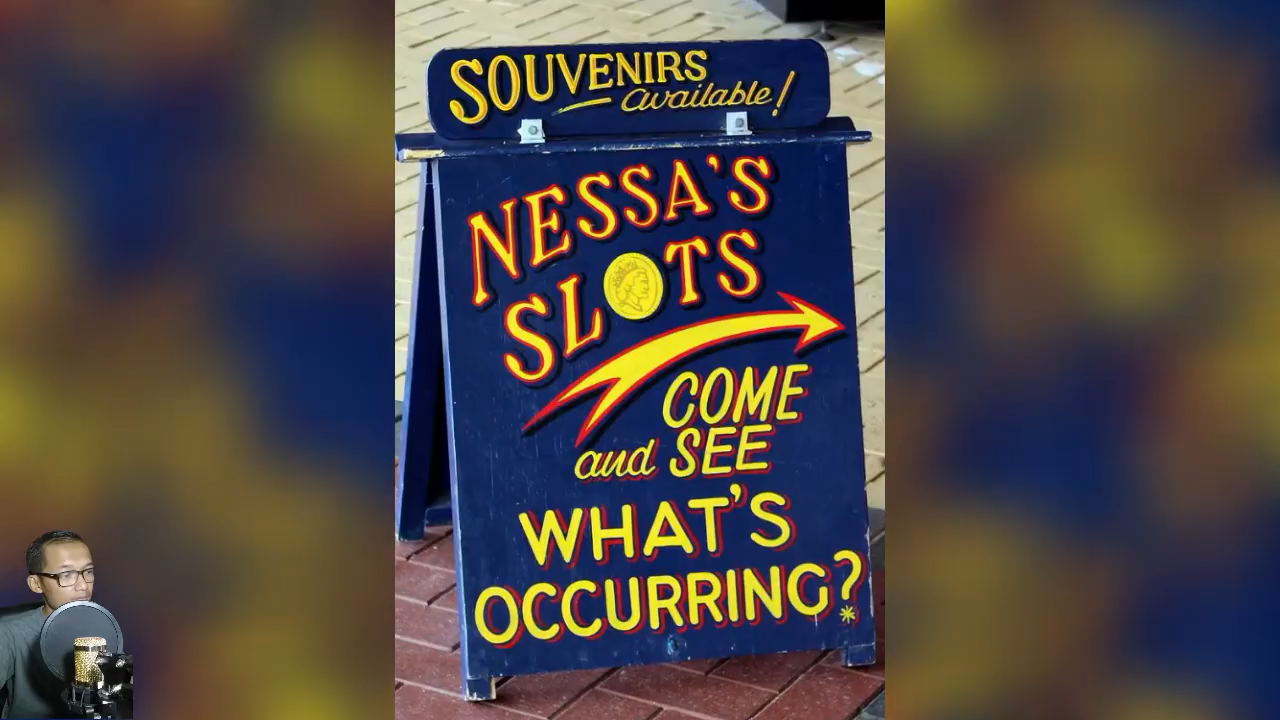 SOUVENIRS
available!
NESSA'S
SLOTS
COME
and SEE
WHAT'S
OCCURRING?